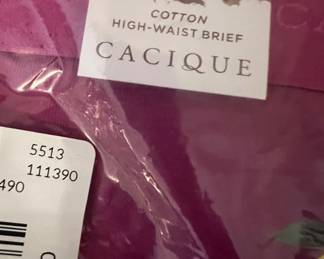 COTTON
HIGH-WAIST BRIEF
CACIQUE
5513
111390
490